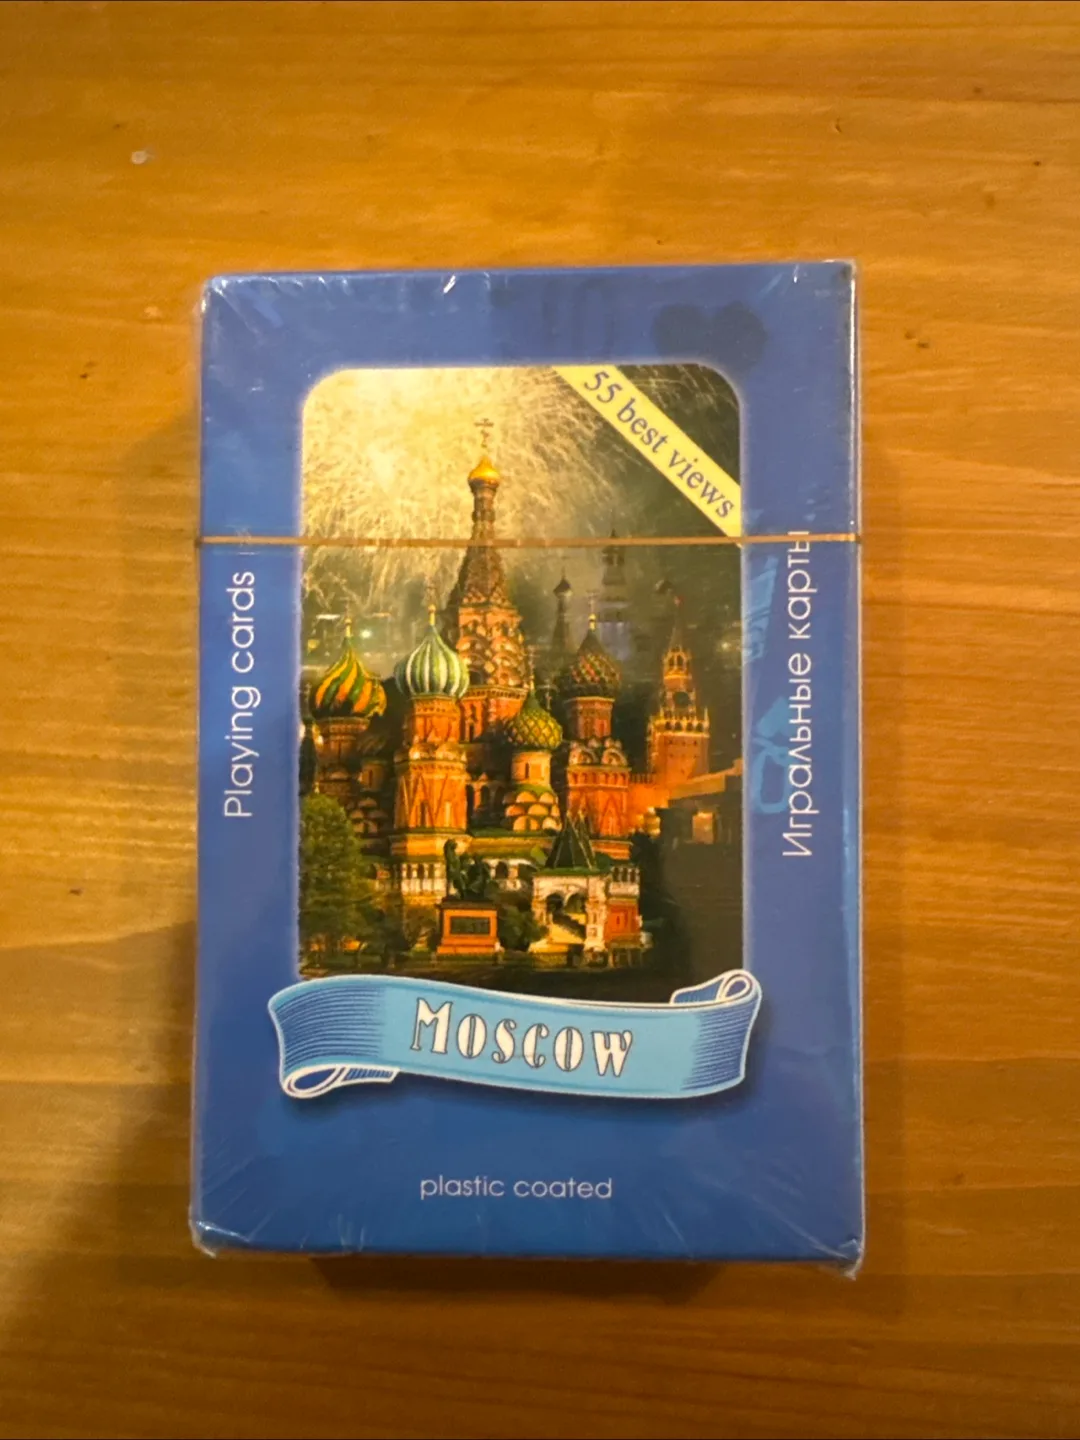 55 best views
Playing cards
Игральные карты
Moscow
plastic coated